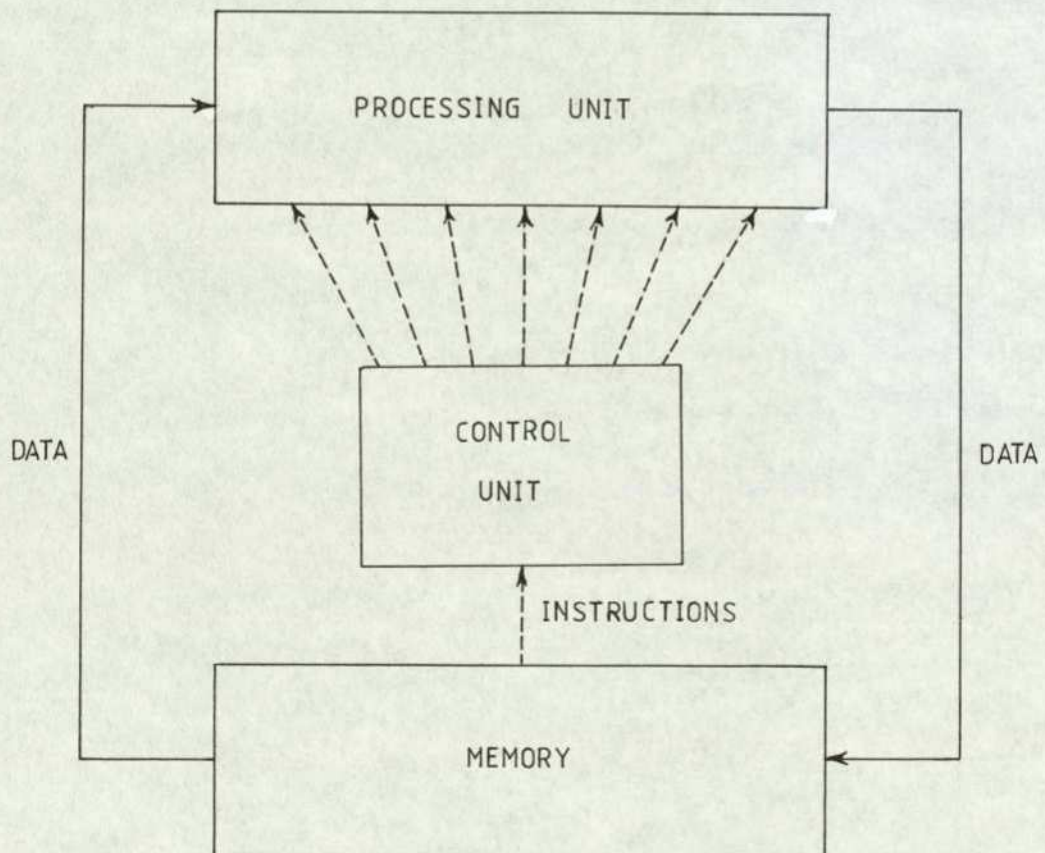 PROCESSING UNIT
CONTROL
UNIT
DATA
DATA
INSTRUCTIONS
MEMORY